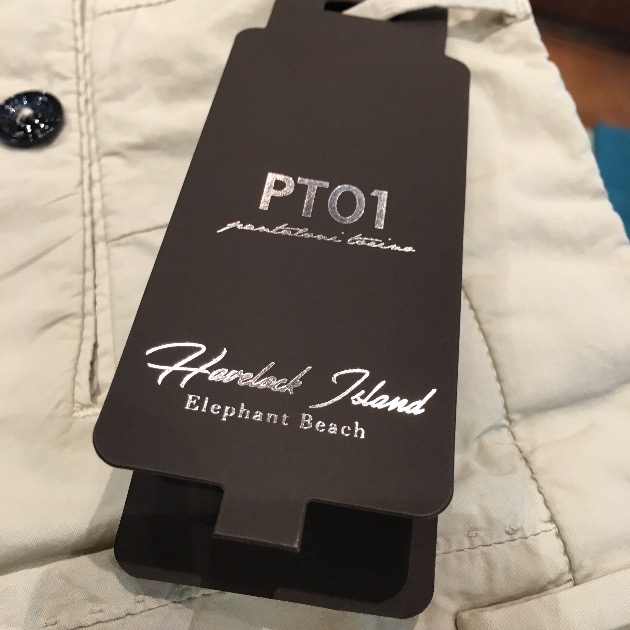 PT01
pantaloni torino
Havelock Island
Elephant Beach